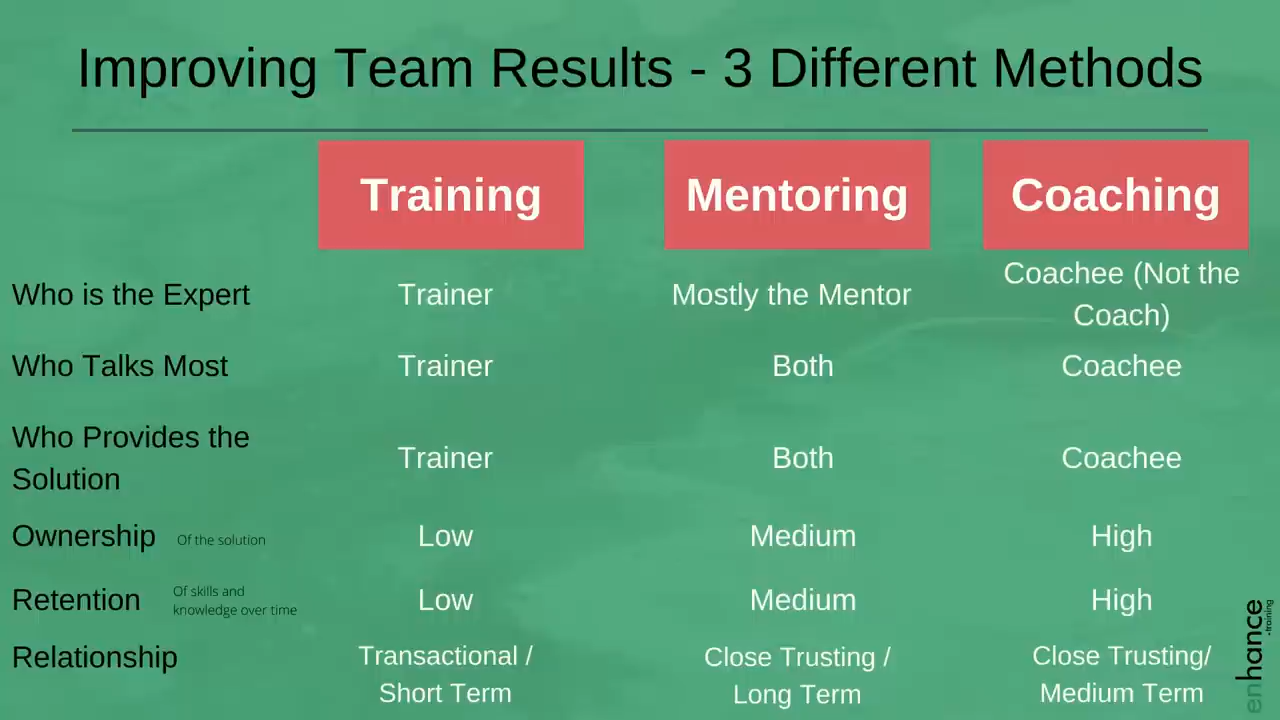 Improving Team Results - 3 Different Methods
Training Mentoring Coaching
Who is the Expert Trainer Mostly the Mentor Coachee (Not the
Coach)
Who Talks Most Trainer Both Coachee
Who Provides the
Solution Trainer Both Coachee
Ownership Of the solution Low Medium High
Retention Of skills and
knowledge over time Low Medium High
Relationship Transactional /
Short Term Close Trusting /
Long Term Close Trusting/
Medium Term
enhance
-training